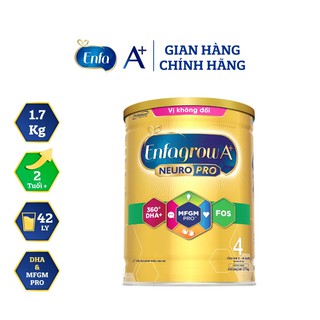 Enfa A+ GIAN HÀNG
CHÍNH HÃNG
1.7
Kg
2
Tuổi +
42
LY
DHA
&
MFGM
PRO
Vị không đổi
Enfagrow A+
NEURO PRO
360°
DHA+
MFGM
PRO
FOS
4